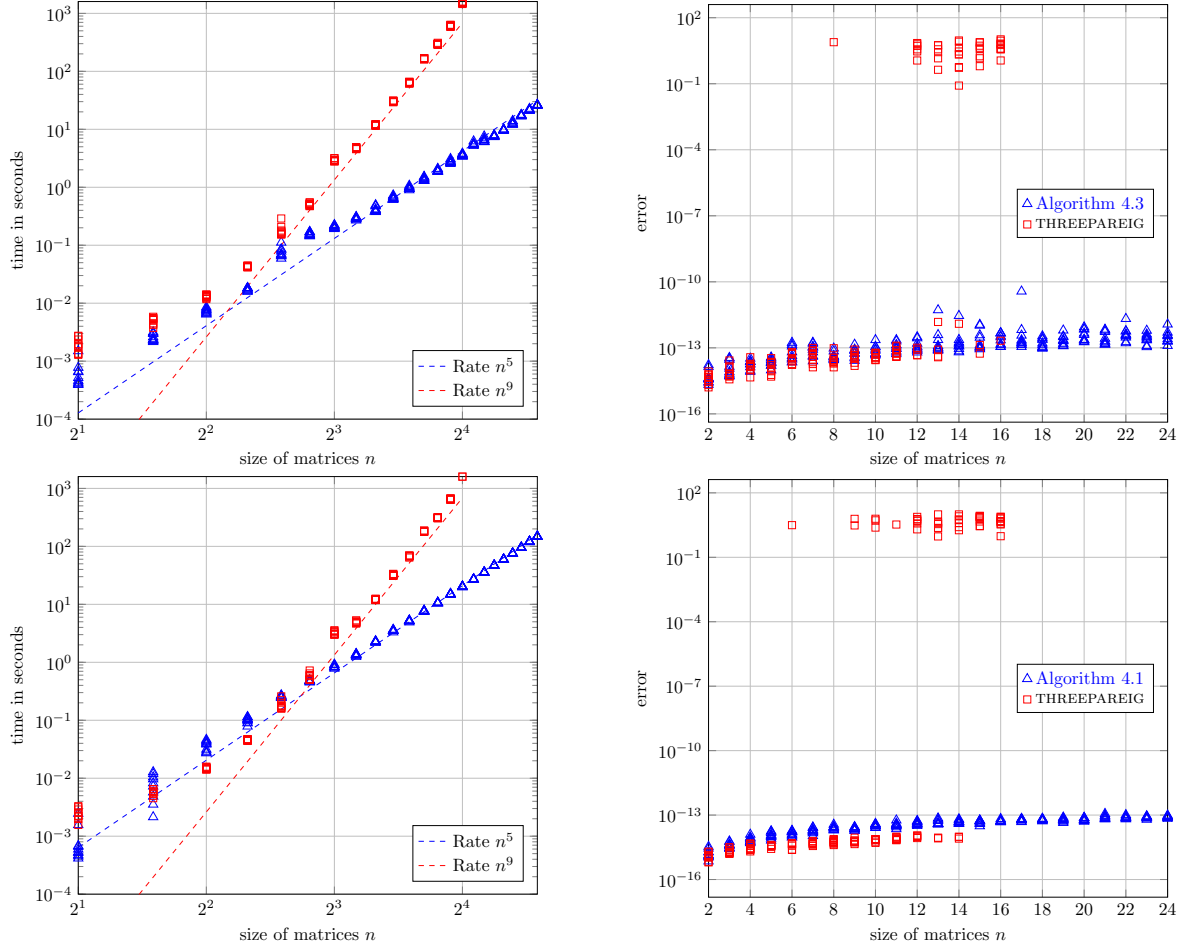 10^3
10^2
10^1
10^0
10^−1
10^−2
10^−3
10^−4
time in seconds
2^1
2^2
2^3
2^4
size of matrices n
Rate n^5
Rate n^9
10^2
10^−1
10^−4
10^−7
10^−10
10^−13
10^−16
error
2 4 6 8 10 12 14 16 18 20 22 24
size of matrices n
Algorithm 4.3
THREEPAREIG
10^3
10^2
10^1
10^0
10^−1
10^−2
10^−3
10^−4
time in seconds
2^1
2^2
2^3
2^4
size of matrices n
Rate n^5
Rate n^9
10^2
10^−1
10^−4
10^−7
10^−10
10^−13
10^−16
error
2 4 6 8 10 12 14 16 18 20 22 24
size of matrices n
Algorithm 4.1
THREEPAREIG